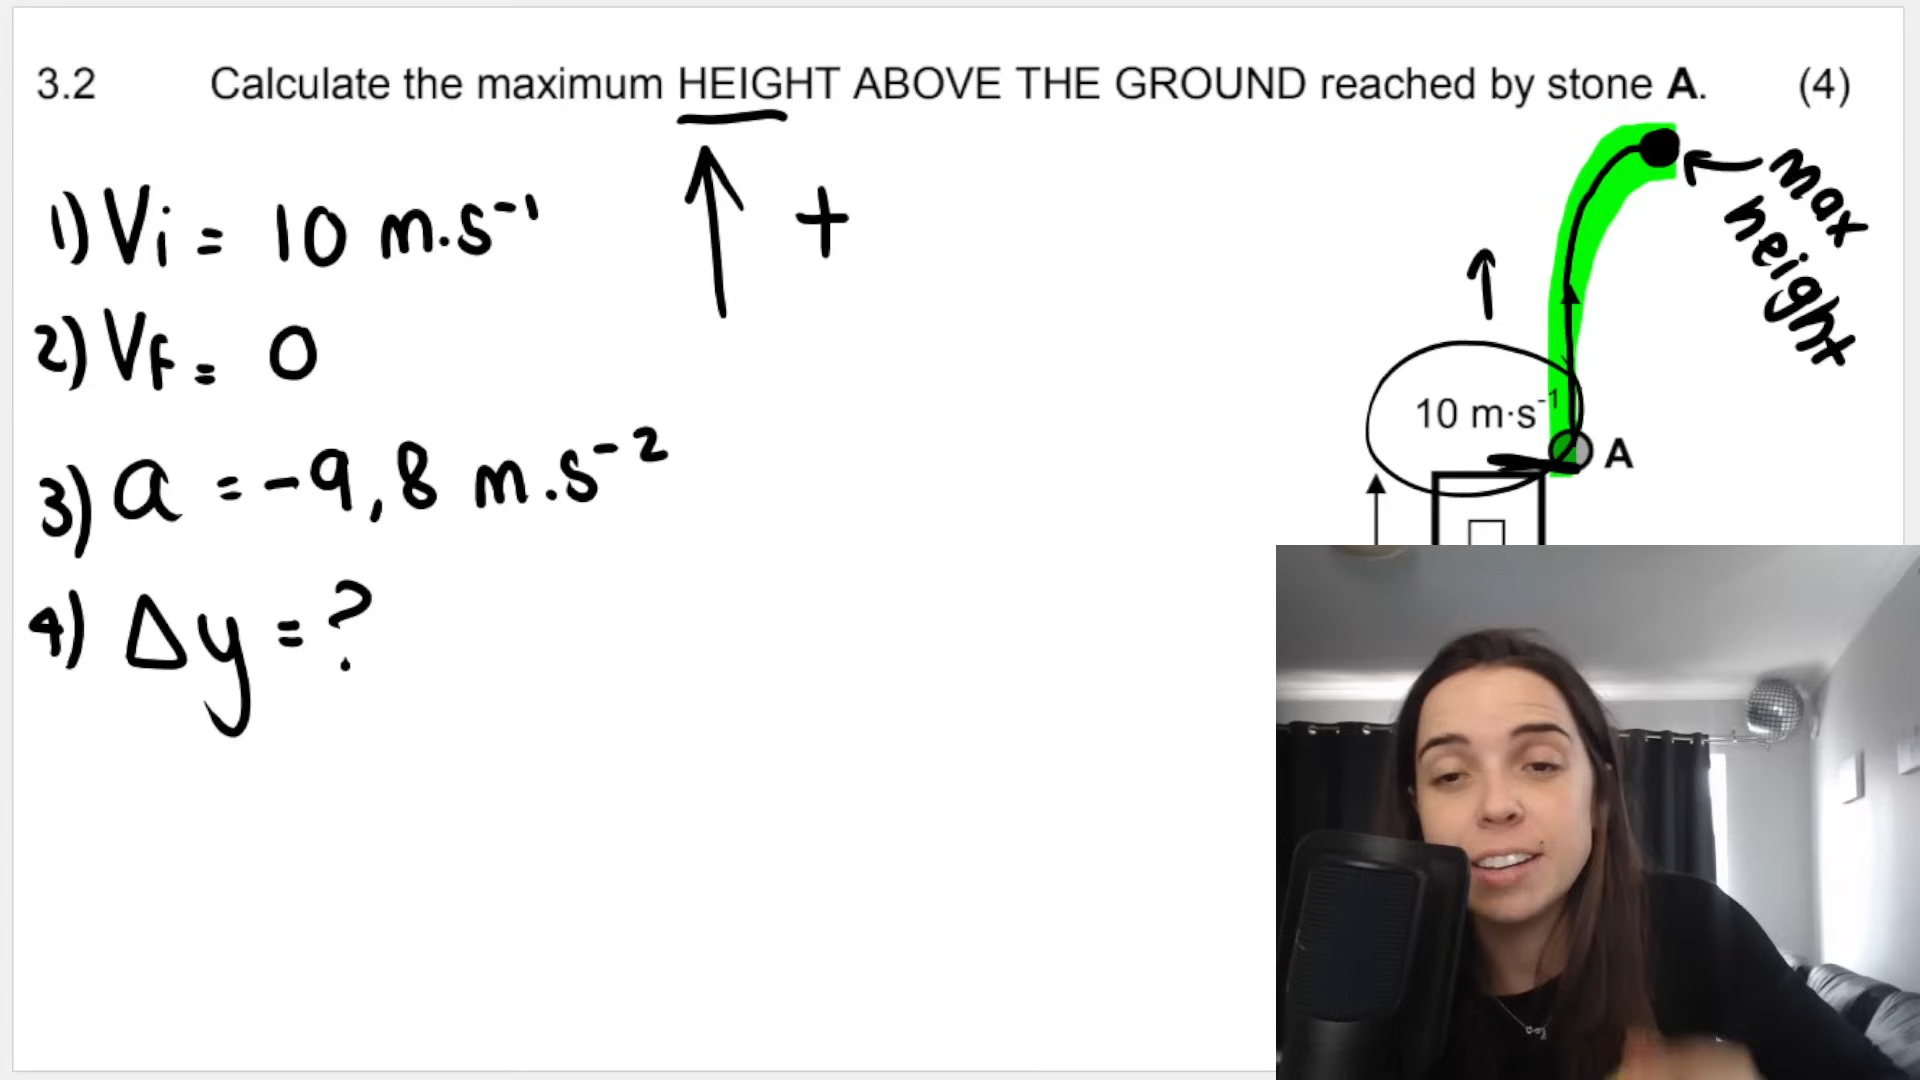 3.2 Calculate the maximum HEIGHT ABOVE THE GROUND reached by stone A. (4)
1) Vi = 10 m.s⁻¹
+
2) Vf = 0
3) a = -9,8 m.s⁻²
4) Δy = ?
max height
10 m·s⁻¹
A